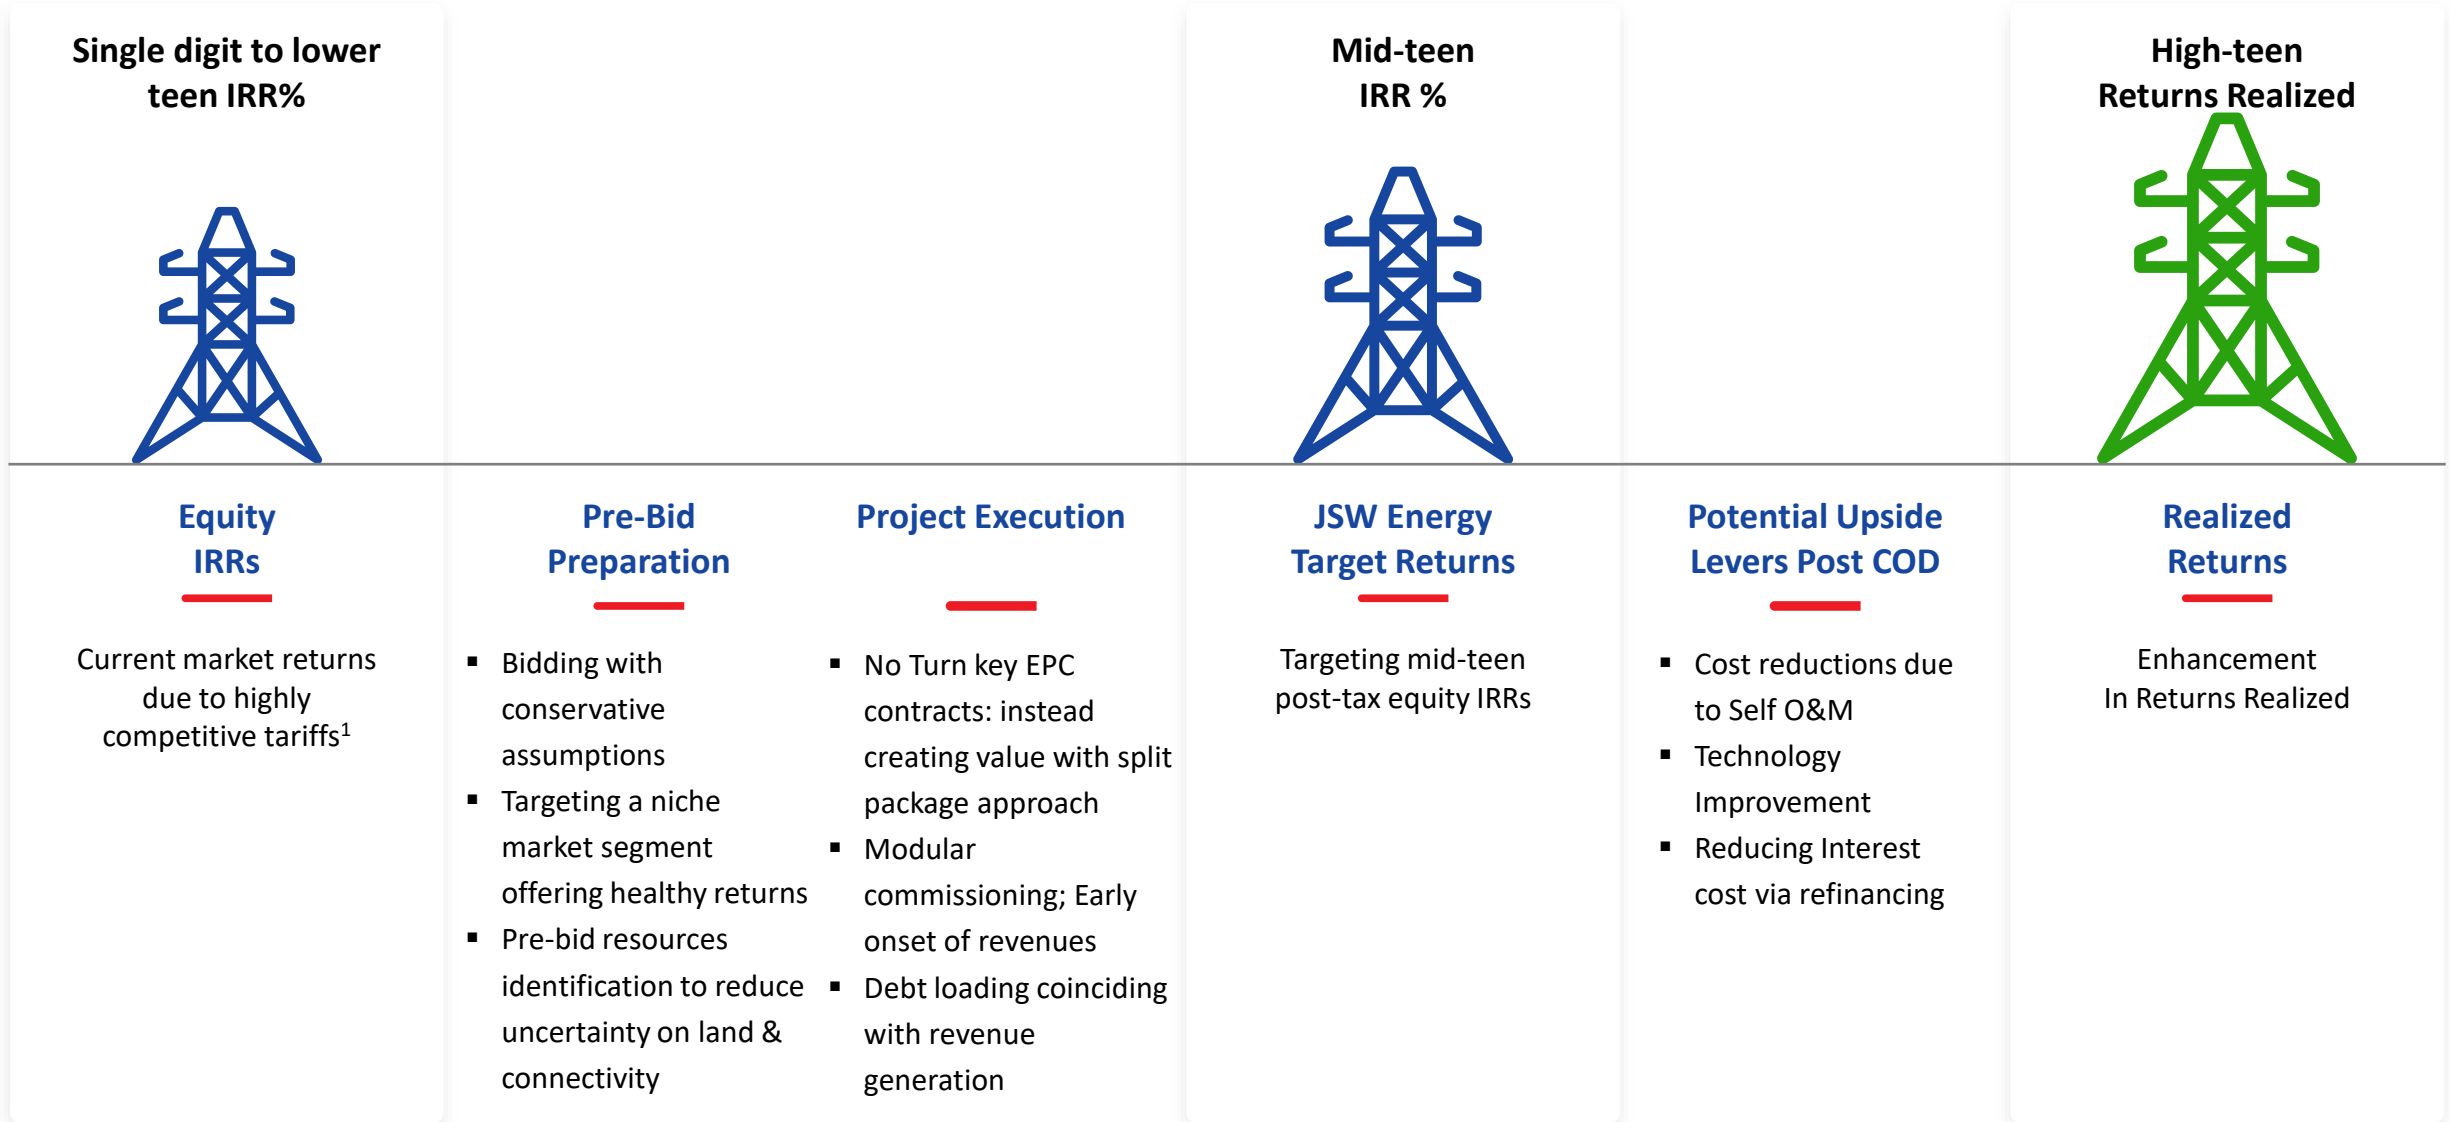 Single digit to lower
teen IRR%
Mid-teen
IRR %
High-teen
Returns Realized
Equity
IRRs
Current market returns
due to highly
competitive tariffs¹
Pre-Bid
Preparation
▪ Bidding with
conservative
assumptions
▪ Targeting a niche
market segment
offering healthy returns
▪ Pre-bid resources
identification to reduce
uncertainty on land &
connectivity
Project Execution
▪ No Turn key EPC
contracts: instead
creating value with split
package approach
▪ Modular
commissioning; Early
onset of revenues
▪ Debt loading coinciding
with revenue
generation
JSW Energy
Target Returns
Targeting mid-teen
post-tax equity IRRs
Potential Upside
Levers Post COD
▪ Cost reductions due
to Self O&M
▪ Technology
Improvement
▪ Reducing Interest
cost via refinancing
Realized
Returns
Enhancement
In Returns Realized